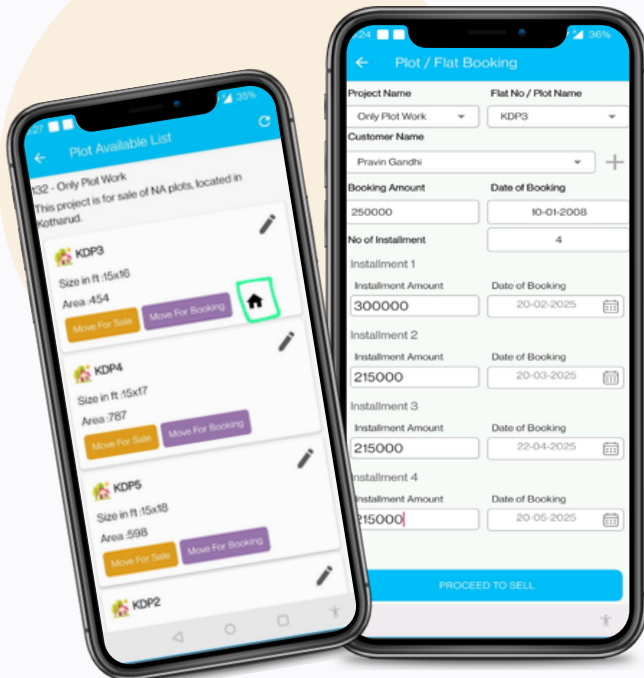 5:27
35%
Plot Available List
132 - Only Plot Work
This project is for sale of NA plots, located in
Kotharud.
KDP3
Size in ft :15x16
Area :454
Move For Sale
Move For Booking
KDP4
Size in ft :15x17
Area :787
Move For Sale
Move For Booking
KDP5
Size in ft :15x18
Area :598
Move For Sale
Move For Booking
KDP2
:24
36%
Plot / Flat Booking
Project Name
Flat No / Plot Name
Only Plot Work
KDP3
Customer Name
Pravin Gandhi
Booking Amount
Date of Booking
250000
10-01-2008
No of Installment
4
Installment 1
Installment Amount
Date of Booking
300000
20-02-2025
Installment 2
Installment Amount
Date of Booking
215000
20-03-2025
Installment 3
Installment Amount
Date of Booking
215000
22-04-2025
Installment 4
Installment Amount
Date of Booking
215000
20-05-2025
PROCEED TO SELL